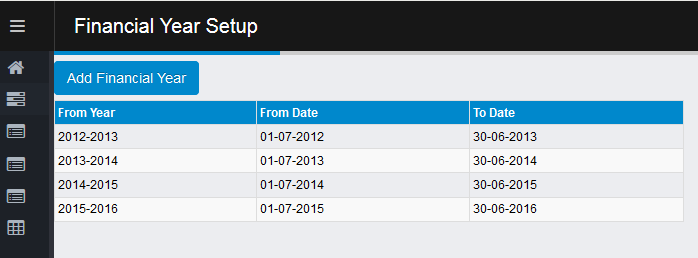 Financial Year Setup
Add Financial Year
From Year From Date To Date
2012-2013 01-07-2012 30-06-2013
2013-2014 01-07-2013 30-06-2014
2014-2015 01-07-2014 30-06-2015
2015-2016 01-07-2015 30-06-2016